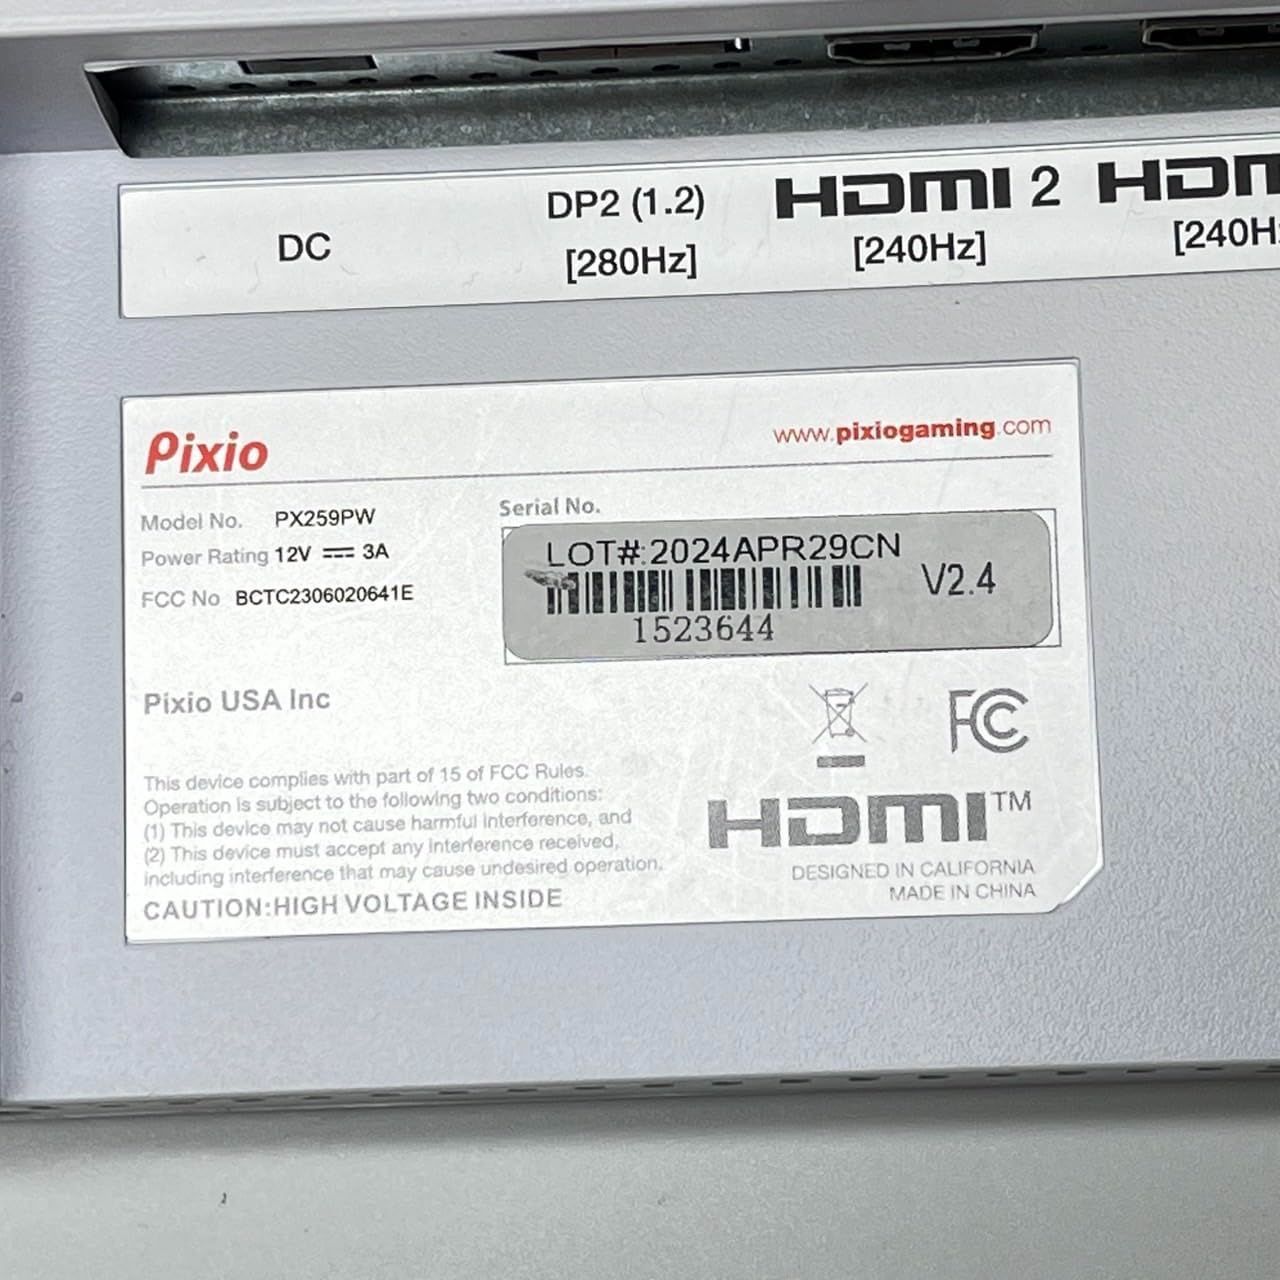 DC
DP2 (1.2)
[280Hz]
HDMI 2
[240Hz]
HDM
[240Hz
Pixio
www.pixiogaming.com
Model No. PX259PW
Power Rating 12V ⎓ 3A
FCC No BCTC2306020641E
Serial No.
LOT#:2024APR29CN
V2.4
1523644
Pixio USA Inc
FC
This device complies with part of 15 of FCC Rules.
Operation is subject to the following two conditions:
(1) This device may not cause harmful interference, and
(2) This device must accept any interference received,
including interference that may cause undesired operation.
CAUTION:HIGH VOLTAGE INSIDE
HDMI™
DESIGNED IN CALIFORNIA
MADE IN CHINA